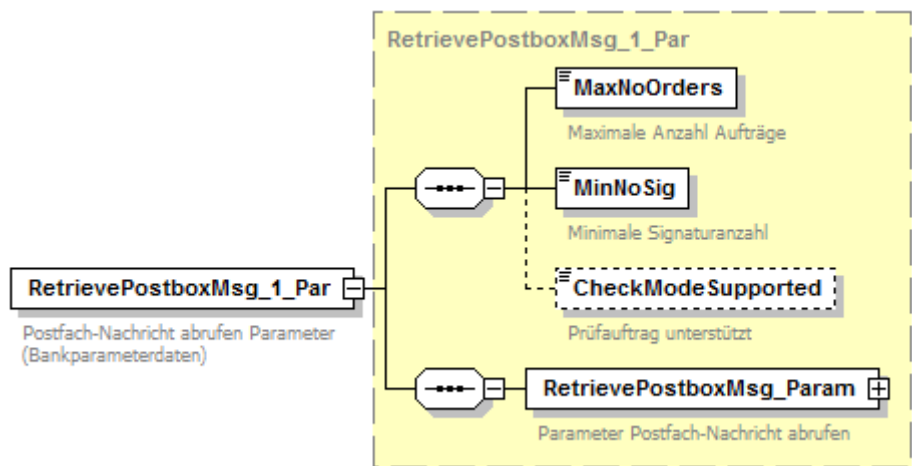 RetrievePostboxMsg_1_Par
MaxNoOrders
Maximale Anzahl Aufträge
MinNoSig
Minimale Signaturanzahl
CheckModeSupported
Prüfauftrag unterstützt
RetrievePostboxMsg_1_Par
Postfach-Nachricht abrufen Parameter
(Bankparameterdaten)
RetrievePostboxMsg_Param
Parameter Postfach-Nachricht abrufen